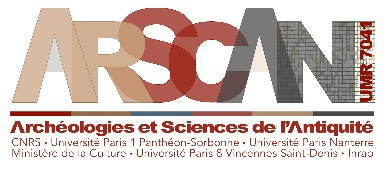 ARSCAN
UMR 7041
Archéologies et Sciences de l'Antiquité
CNRS • Université Paris 1 Panthéon-Sorbonne • Université Paris Nanterre
Ministère de la Culture • Université Paris 8 Vincennes Saint-Denis • Inrap